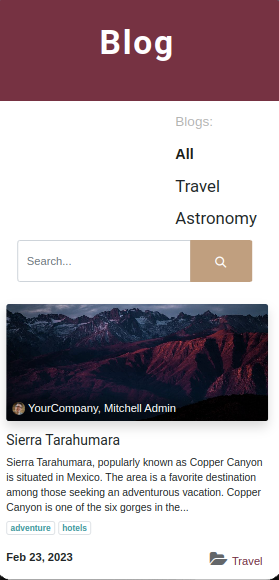 Blog
Blogs:
All
Travel
Astronomy
Search...
YourCompany, Mitchell Admin
Sierra Tarahumara
Sierra Tarahumara, popularly known as Copper Canyon
is situated in Mexico. The area is a favorite destination
among those seeking an adventurous vacation. Copper
Canyon is one of the six gorges in the...
adventure hotels
Feb 23, 2023 Travel